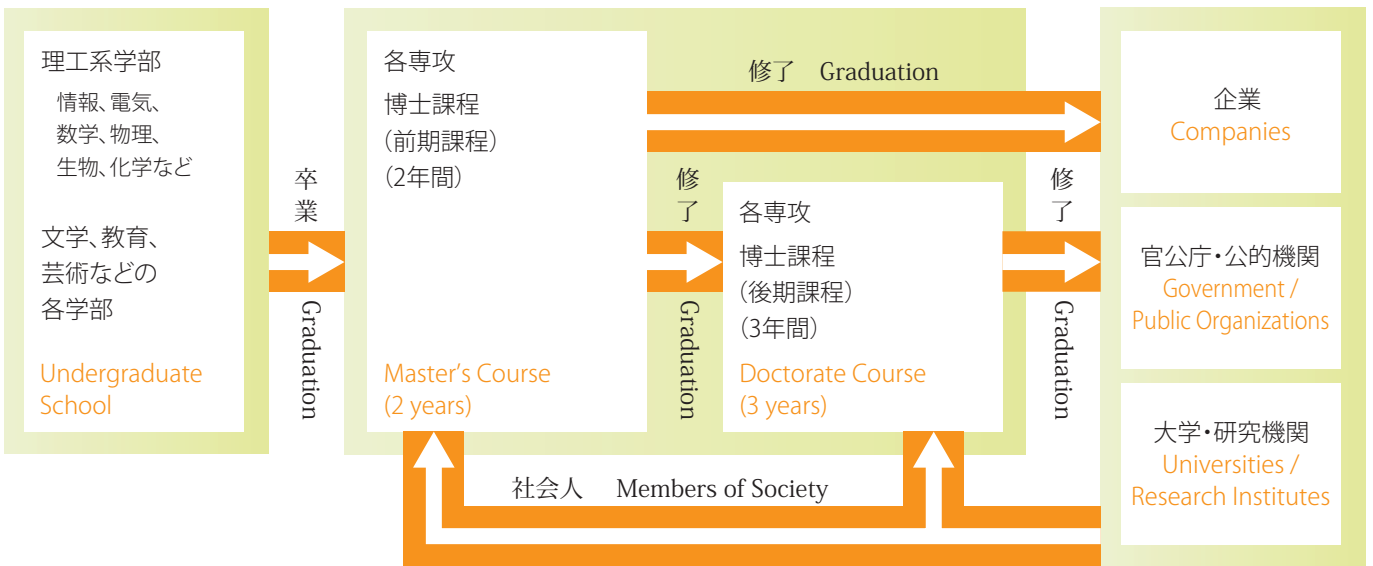 理工系学部
情報、電気、
数学、物理、
生物、化学など
文学、教育、
芸術などの
各学部
Undergraduate
School
卒業
Graduation
各専攻
博士課程
（前期課程）
（2年間）
Master's Course
(2 years)
修了 Graduation
修了
Graduation
各専攻
博士課程
（後期課程）
（3年間）
Doctorate Course
(3 years)
修了
Graduation
社会人 Members of Society
企業
Companies
官公庁・公的機関
Government /
Public Organizations
大学・研究機関
Universities /
Research Institutes